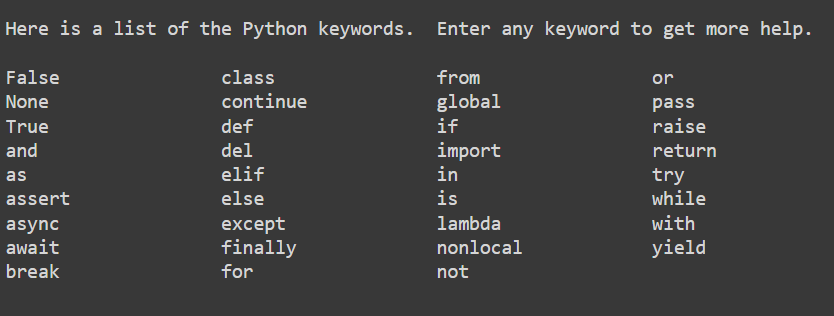 Here is a list of the Python keywords.  Enter any keyword to get more help.
False               class               from                or
None                continue            global              pass
True                def                 if                  raise
and                 del                 import              return
as                  elif                in                  try
assert              else                is                  while
async               except              lambda              with
await               finally             nonlocal            yield
break               for                 not